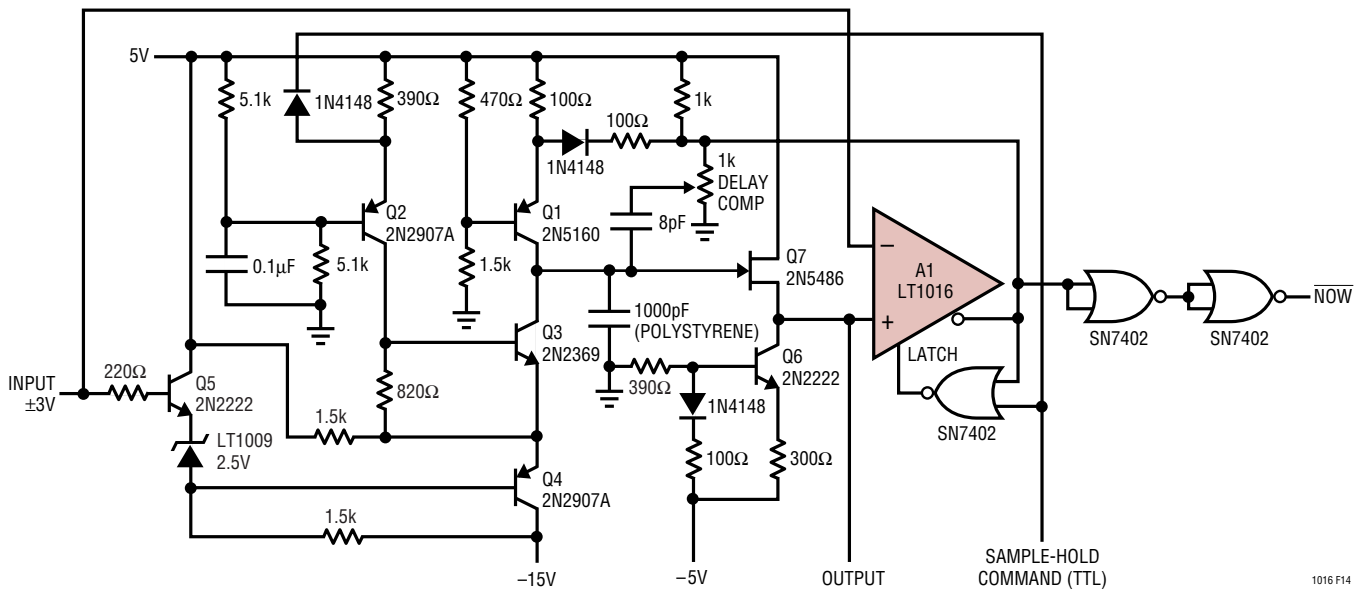 5V
5.1k
1N4148
390Ω
470Ω
100Ω
1k
100Ω
1N4148
1k
DELAY
COMP
Q2
2N2907A
Q1
2N5160
8pF
0.1µF
5.1k
1.5k
Q7
2N5486
A1
LT1016
–
+
LATCH
NOW
SN7402
SN7402
SN7402
1000pF
(POLYSTYRENE)
Q3
2N2369
Q6
2N2222
390Ω
1N4148
INPUT
±3V
220Ω
Q5
2N2222
820Ω
1.5k
LT1009
2.5V
100Ω
300Ω
Q4
2N2907A
1.5k
–15V
–5V
OUTPUT
SAMPLE-HOLD
COMMAND (TTL)
1016 F14